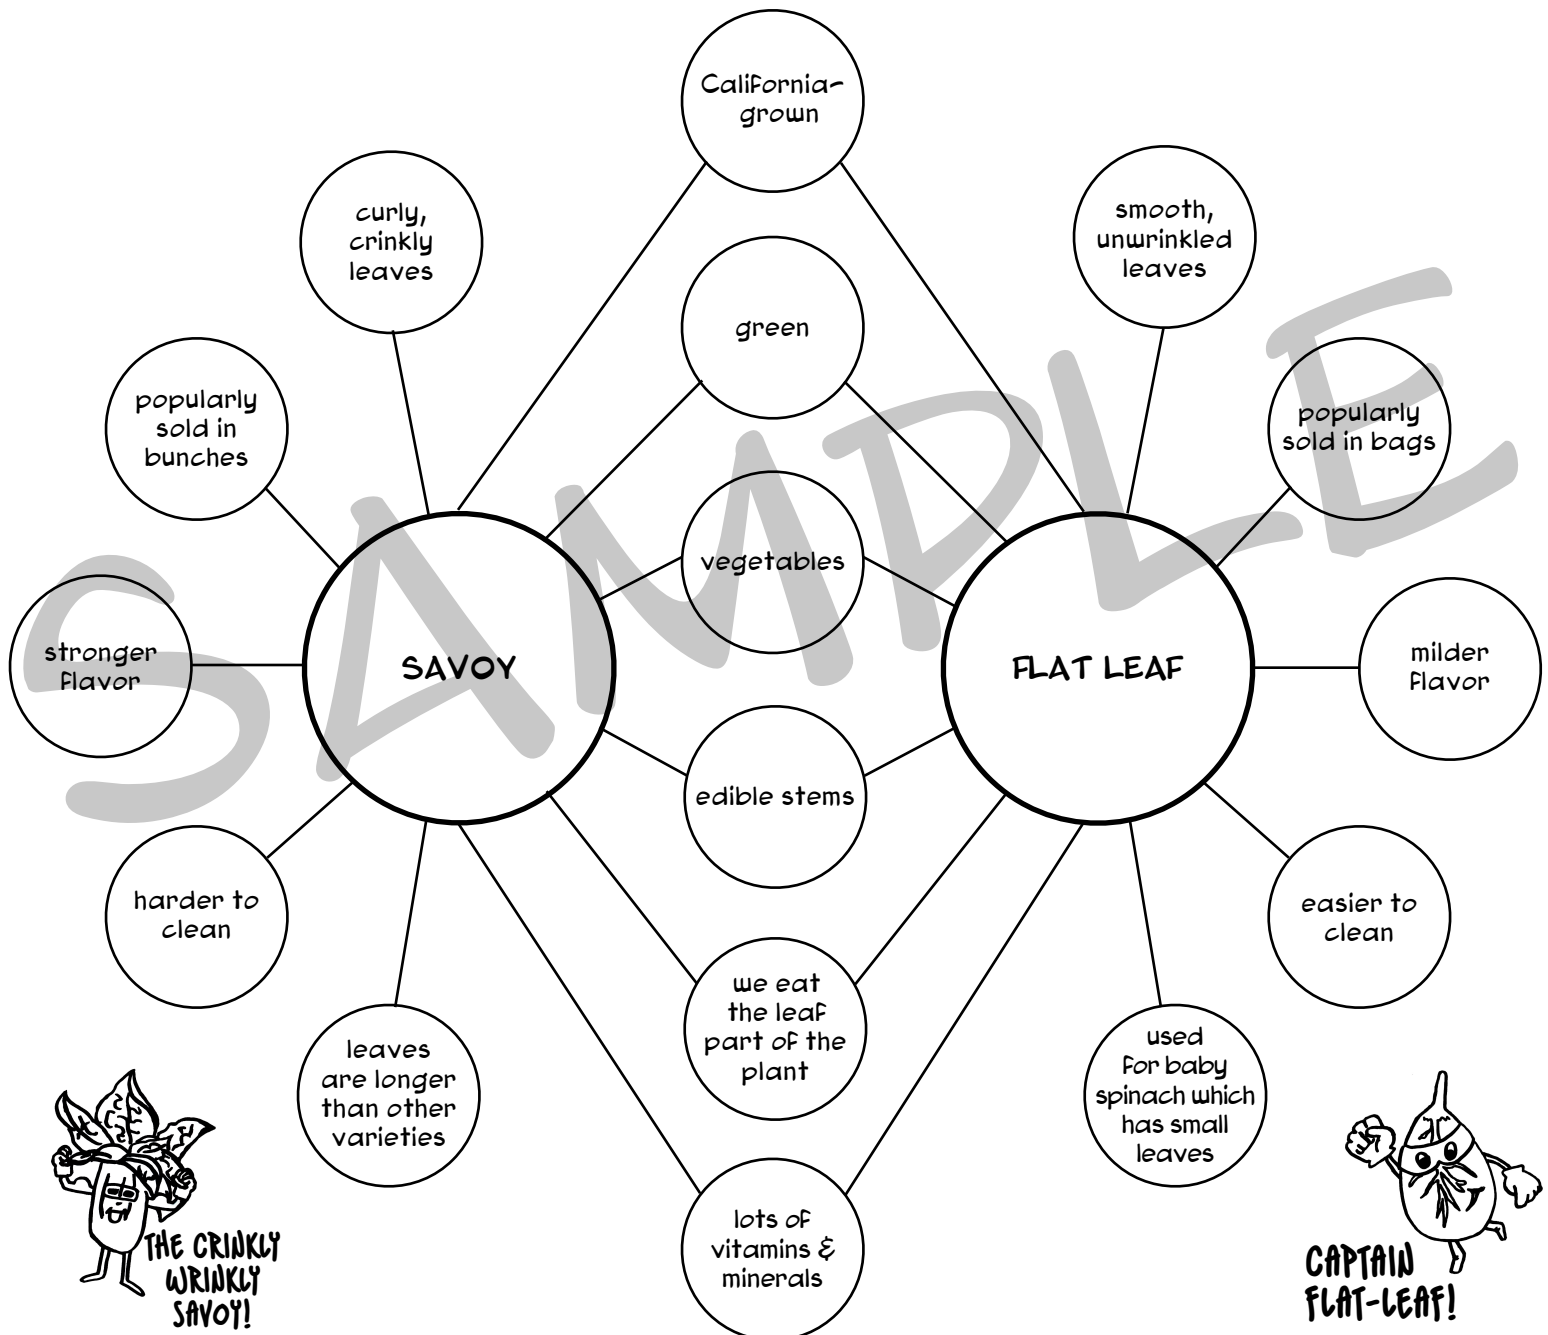 California-
grown
curly,
crinkly
leaves
smooth,
unwrinkled
leaves
green
popularly
sold in
bunches
popularly
sold in bags
vegetables
SAMPLE
stronger
flavor
SAVOY
FLAT LEAF
milder
flavor
edible stems
harder to
clean
easier to
clean
we eat
the leaf
part of the
plant
leaves
are longer
than other
varieties
used
for baby
spinach which
has small
leaves
lots of
vitamins &
minerals
THE CRINKLY
WRINKLY
SAVOY!
CAPTAIN
FLAT-LEAF!